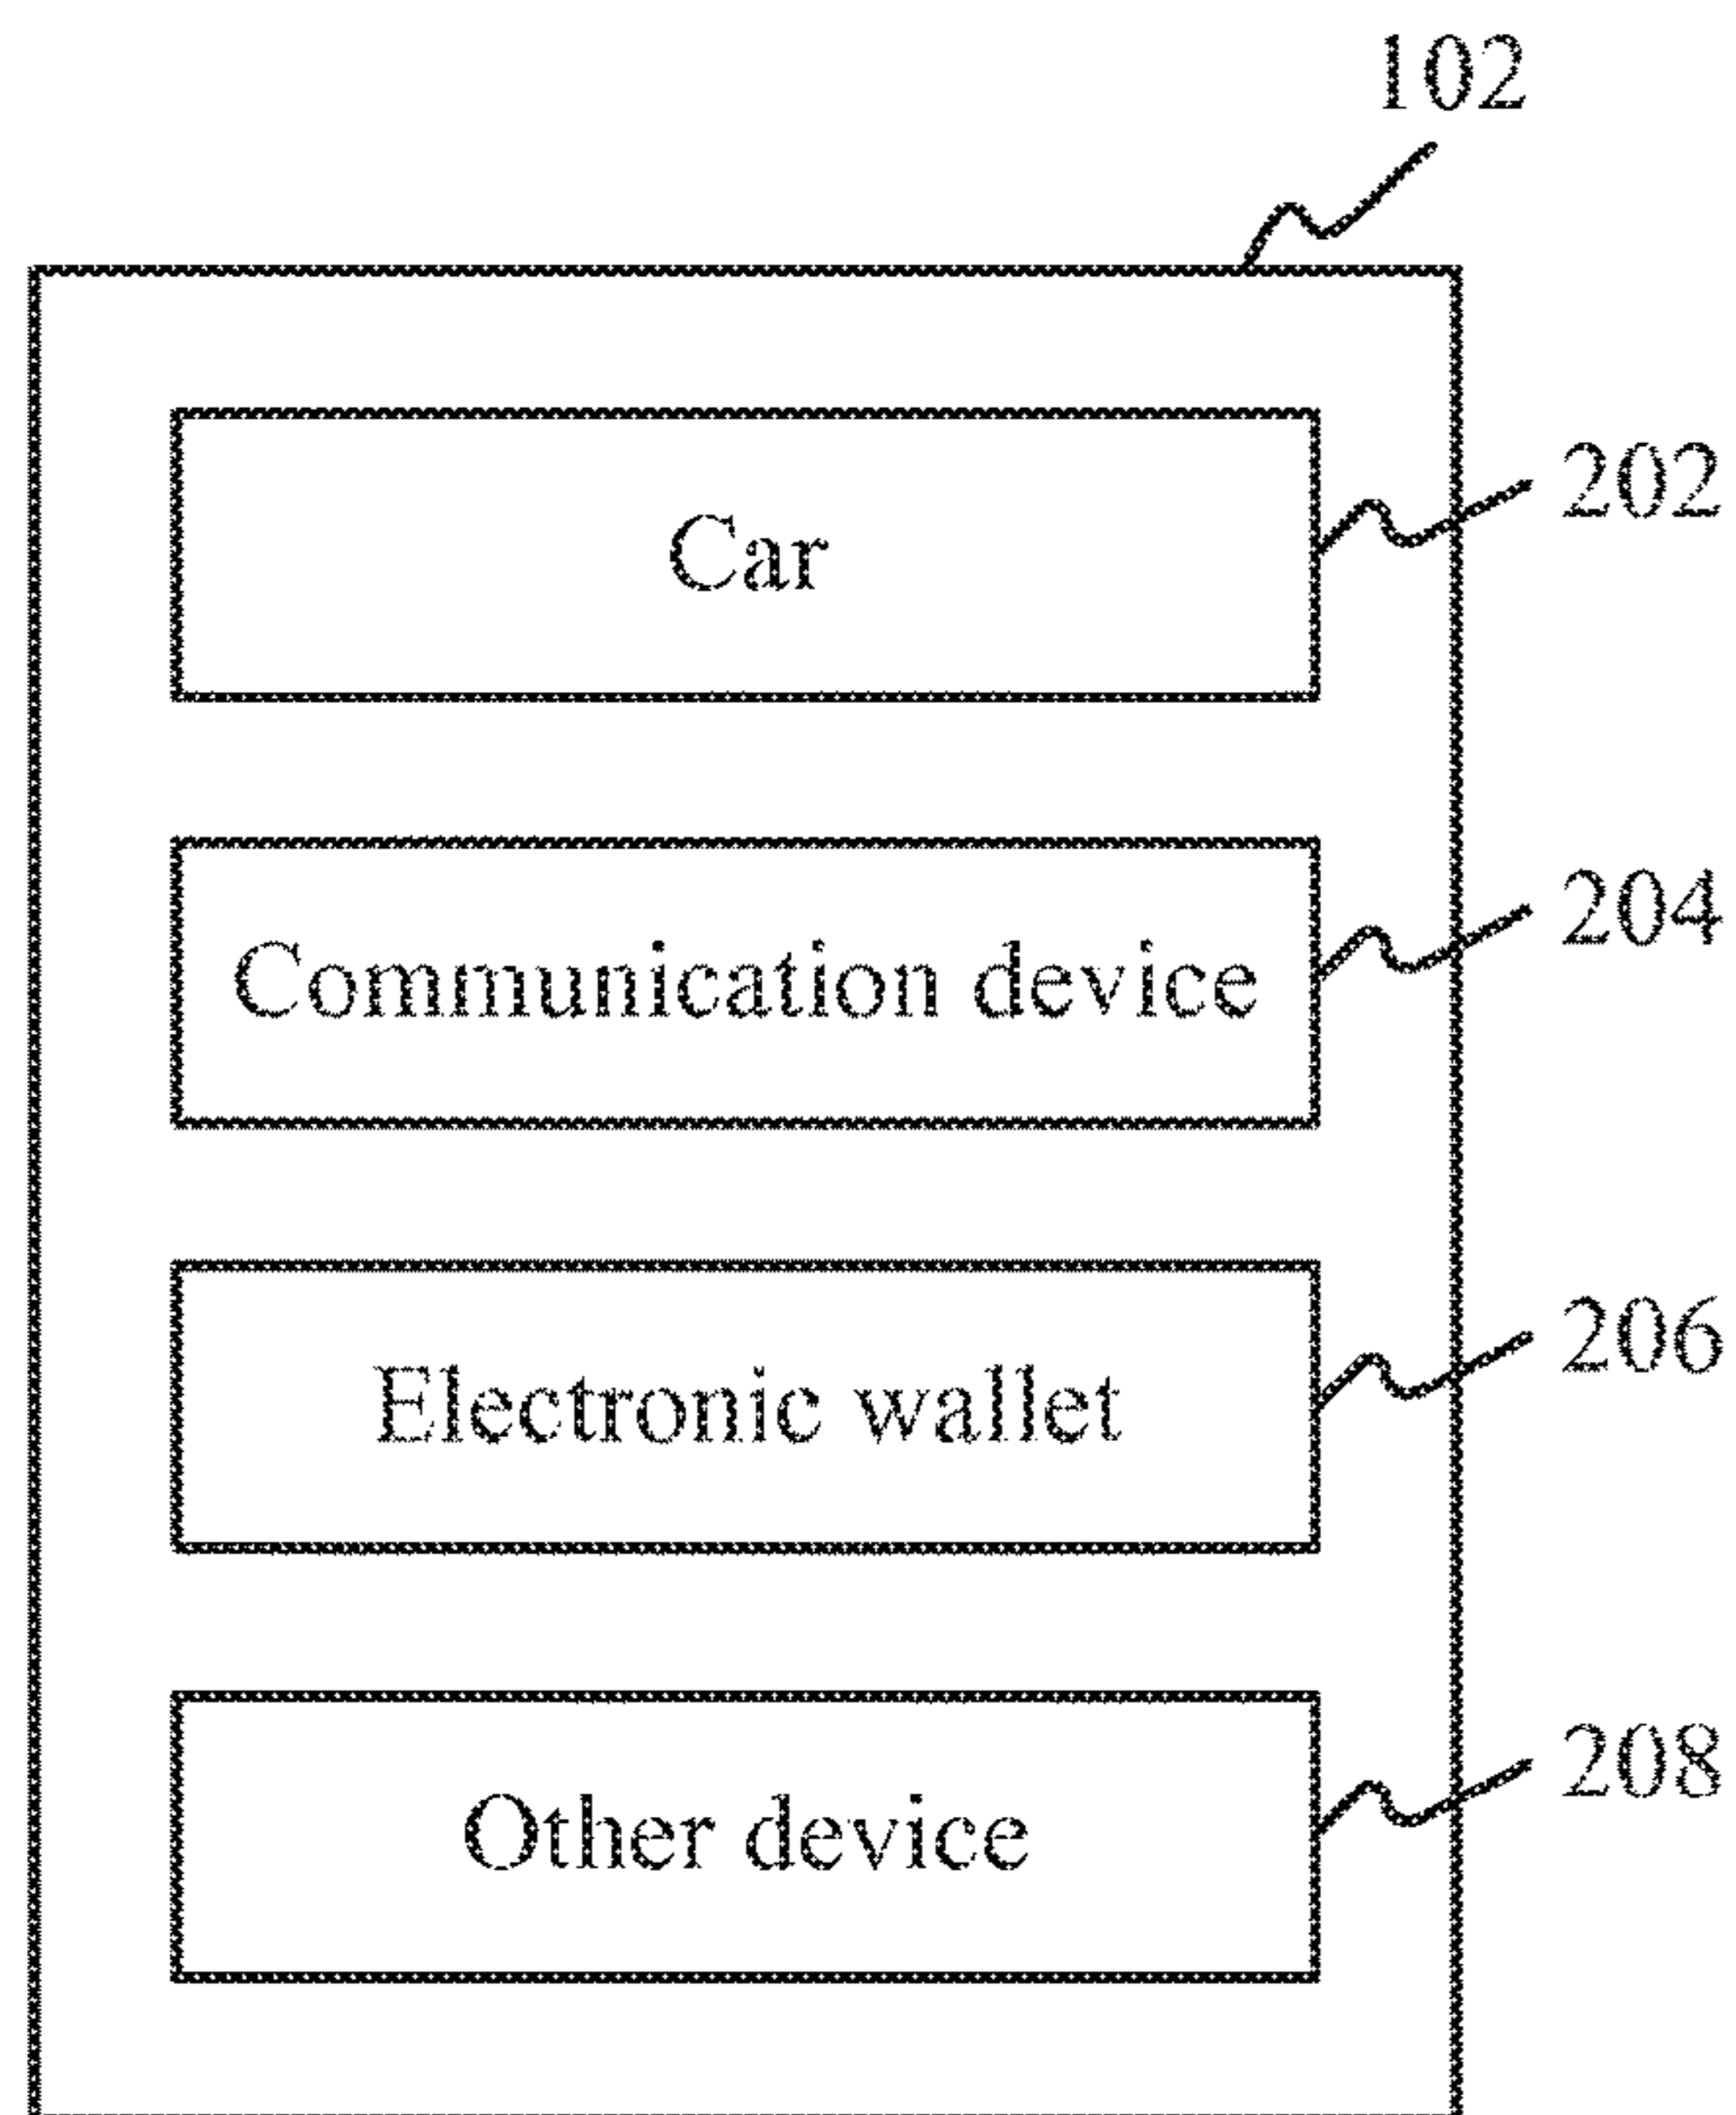 102
Car
202
Communication device
204
Electronic wallet
206
Other device
208